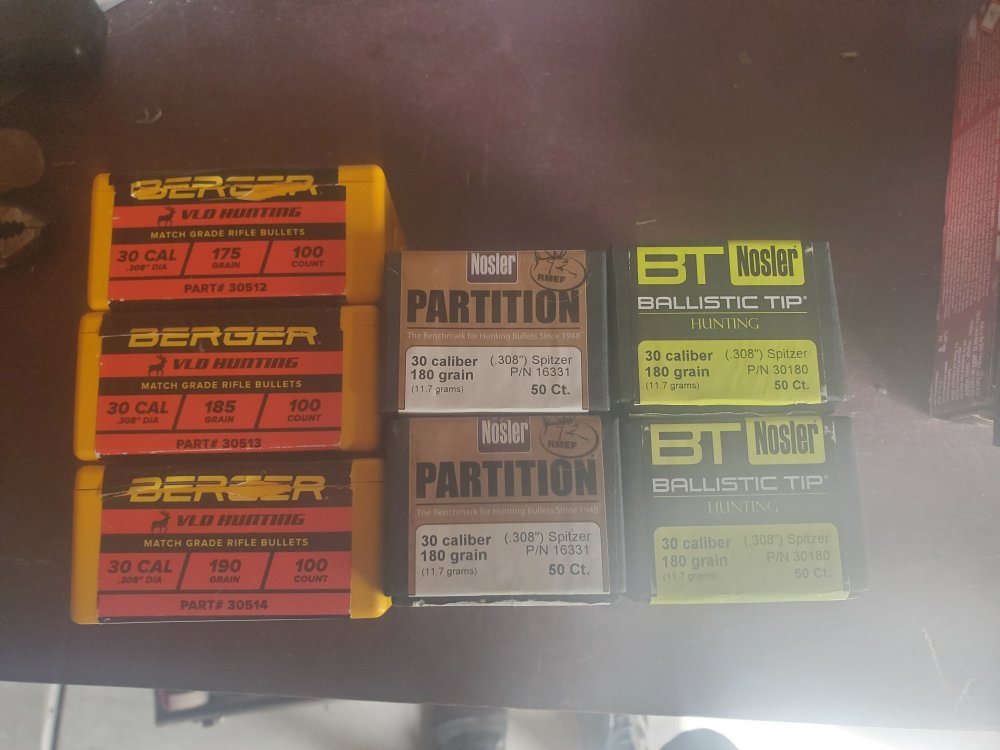 BERGER
VLD HUNTING
MATCH GRADE RIFLE BULLETS
30 CAL 175 100
.308" DIA GRAIN COUNT
PART# 30512
BERGER
VLD HUNTING
MATCH GRADE RIFLE BULLETS
30 CAL 185 100
.308" DIA GRAIN COUNT
PART# 30513
BERGER
VLD HUNTING
MATCH GRADE RIFLE BULLETS
30 CAL 190 100
.308" DIA GRAIN COUNT
PART# 30514
Nosler
RMEF
PARTITION
The Benchmark for Hunting Bullets Since 1948
30 caliber (.308") Spitzer
180 grain P/N 16331
(11.7 grams) 50 Ct.
Nosler
RMEF
PARTITION
The Benchmark for Hunting Bullets Since 1948
30 caliber (.308") Spitzer
180 grain P/N 16331
(11.7 grams) 50 Ct.
BT Nosler
BALLISTIC TIP®
HUNTING
30 caliber (.308") Spitzer
180 grain P/N 30180
(11.7 grams) 50 Ct.
BT Nosler
BALLISTIC TIP®
HUNTING
30 caliber (.308") Spitzer
180 grain P/N 30180
(11.7 grams) 50 Ct.